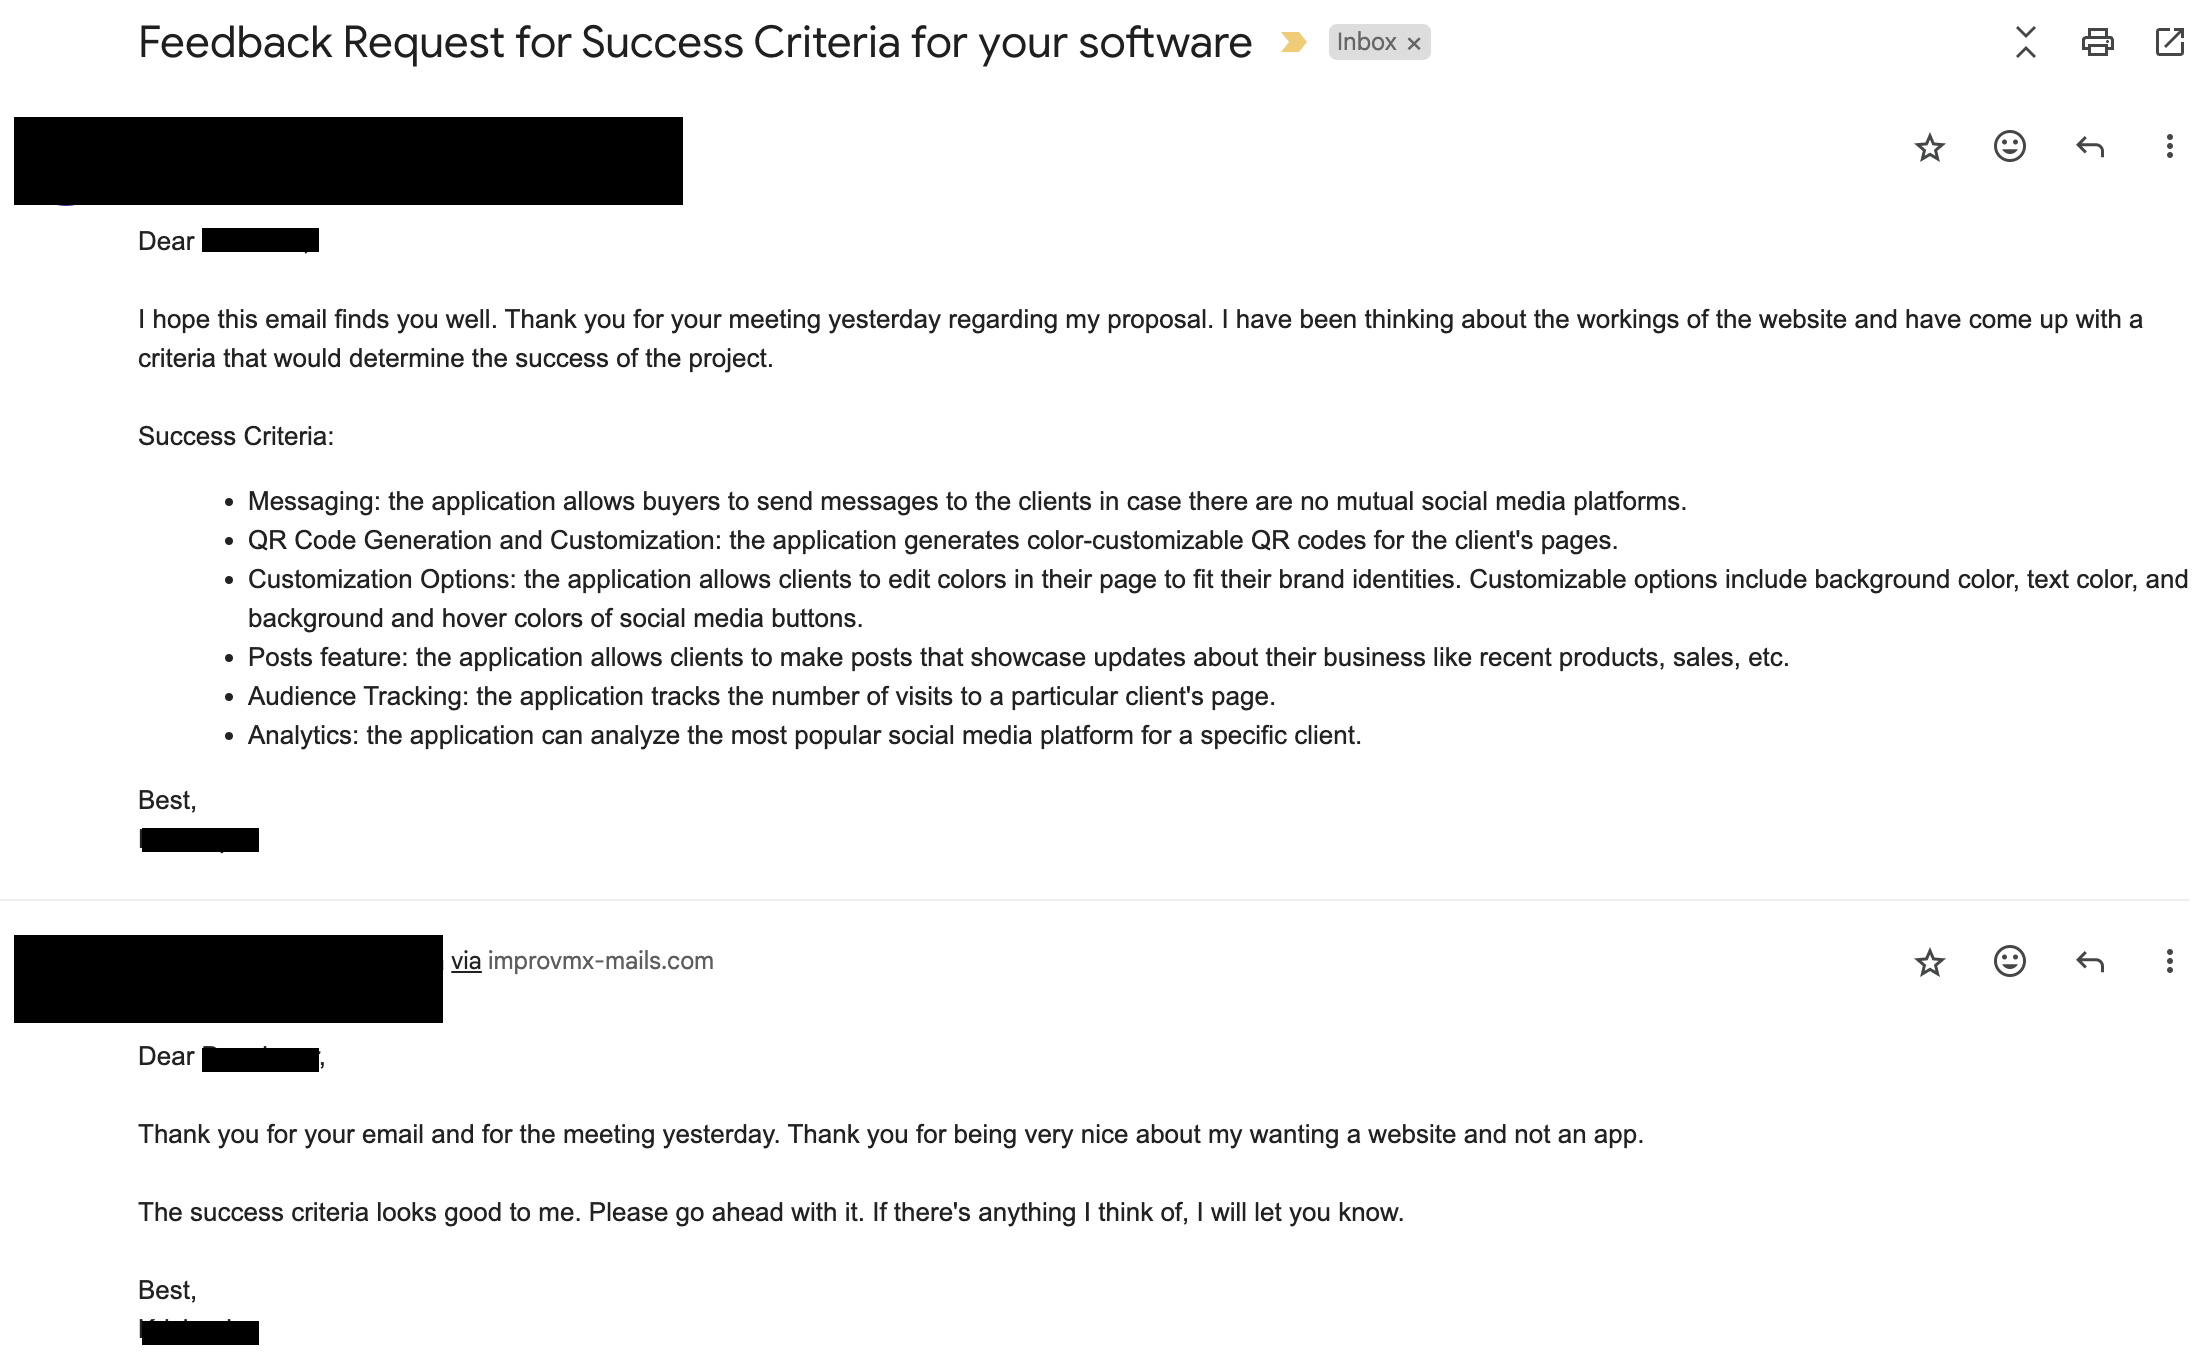 Feedback Request for Success Criteria for your software Inbox ×
Dear
I hope this email finds you well. Thank you for your meeting yesterday regarding my proposal. I have been thinking about the workings of the website and have come up with a
criteria that would determine the success of the project.
Success Criteria:
• Messaging: the application allows buyers to send messages to the clients in case there are no mutual social media platforms.
• QR Code Generation and Customization: the application generates color-customizable QR codes for the client's pages.
• Customization Options: the application allows clients to edit colors in their page to fit their brand identities. Customizable options include background color, text color, and
background and hover colors of social media buttons.
• Posts feature: the application allows clients to make posts that showcase updates about their business like recent products, sales, etc.
• Audience Tracking: the application tracks the number of visits to a particular client's page.
• Analytics: the application can analyze the most popular social media platform for a specific client.
Best,
via improvmx-mails.com
Dear ,
Thank you for your email and for the meeting yesterday. Thank you for being very nice about my wanting a website and not an app.
The success criteria looks good to me. Please go ahead with it. If there's anything I think of, I will let you know.
Best,